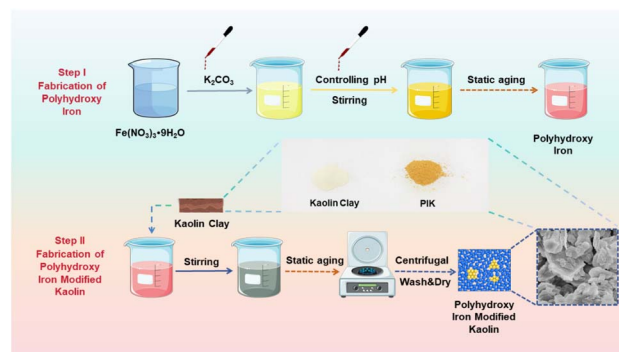 Step I
Fabrication of
Polyhydroxy
Iron
K₂CO₃
Fe(NO₃)₃•9H₂O
Controlling pH
Stirring
Static aging
Polyhydroxy
Iron
Kaolin Clay
PIK
Kaolin Clay
Step II
Fabrication of
Polyhydroxy
Iron Modified
Kaolin
Stirring
Static aging
Centrifugal
Wash&Dry
Polyhydroxy
Iron Modified
Kaolin